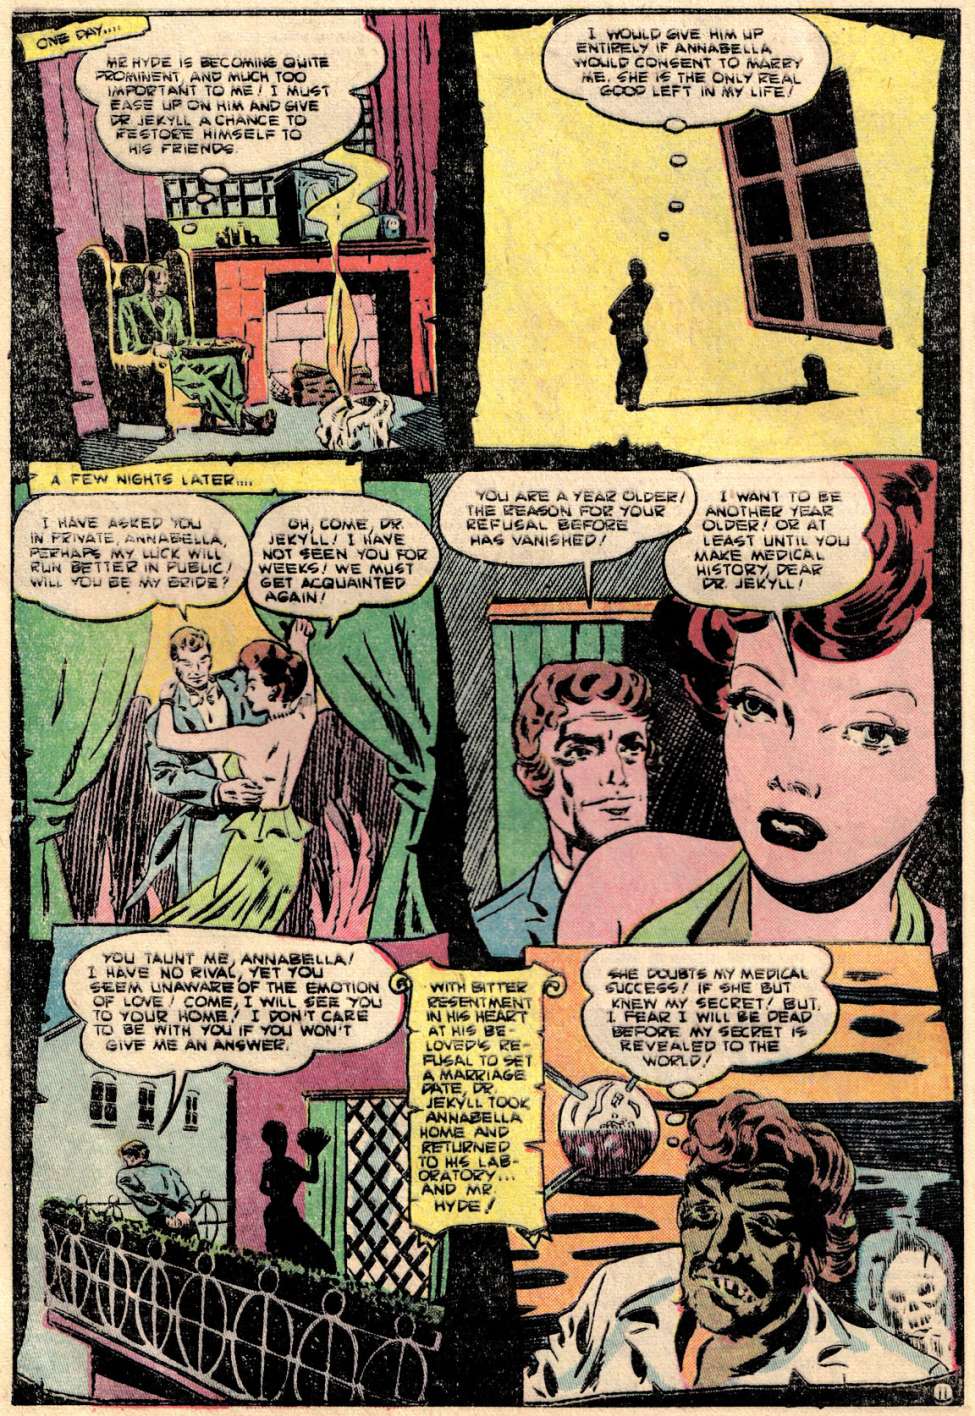 ONE DAY....
MR HYDE IS BECOMING QUITE
PROMINENT, AND MUCH TOO
IMPORTANT TO ME! I MUST
EASE UP ON HIM AND GIVE
DR JEKYLL A CHANCE TO
RESTORE HIMSELF TO
HIS FRIENDS.
I WOULD GIVE HIM UP
ENTIRELY IF ANNABELLA
WOULD CONSENT TO MARRY
ME. SHE IS THE ONLY REAL
GOOD LEFT IN MY LIFE!
A FEW NIGHTS LATER....
I HAVE ASKED YOU
IN PRIVATE, ANNABELLA,
PERHAPS MY LUCK WILL
RUN BETTER IN PUBLIC!
WILL YOU BE MY BRIDE?
OH, COME, DR.
JEKYLL! I HAVE
NOT SEEN YOU FOR
WEEKS! WE MUST
GET ACQUAINTED
AGAIN!
YOU ARE A YEAR OLDER!
THE REASON FOR YOUR
REFUSAL BEFORE
HAS VANISHED!
I WANT TO BE
ANOTHER YEAR
OLDER! OR AT
LEAST UNTIL YOU
MAKE MEDICAL
HISTORY, DEAR
DR. JEKYLL!
YOU TAUNT ME, ANNABELLA!
I HAVE NO RIVAL, YET YOU
SEEM UNAWARE OF THE EMOTION
OF LOVE! COME, I WILL SEE YOU
TO YOUR HOME! I DON'T CARE
TO BE WITH YOU IF YOU WON'T
GIVE ME AN ANSWER.
WITH BITTER
RESENTMENT
IN HIS HEART
AT HIS BE-
LOVED'S RE-
FUSAL TO SET
A MARRIAGE
DATE, DR.
JEKYLL TOOK
ANNABELLA
HOME AND
RETURNED
TO HIS LAB-
ORATORY...
AND MR.
HYDE!
SHE DOUBTS MY MEDICAL
SUCCESS! IF SHE BUT
KNEW MY SECRET! BUT,
I FEAR I WILL BE DEAD
BEFORE MY SECRET IS
REVEALED TO THE
WORLD!
11